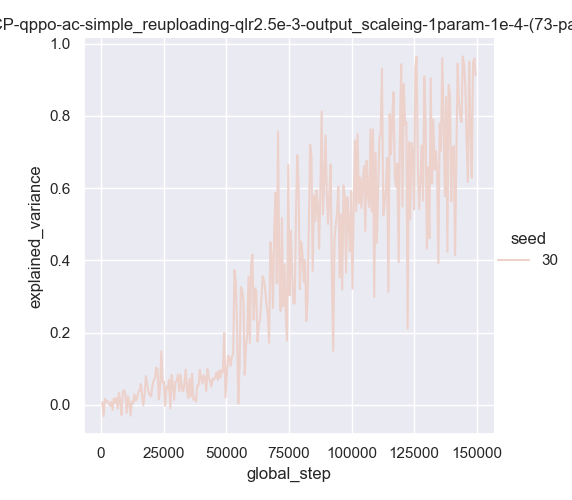 CP-qppo-ac-simple_reuploading-qlr2.5e-3-output_scaleing-1param-1e-4-(73-pa
1.0
0.8
0.6
0.4
0.2
0.0
explained_variance
0 25000 50000 75000 100000 125000 150000
global_step
seed
30